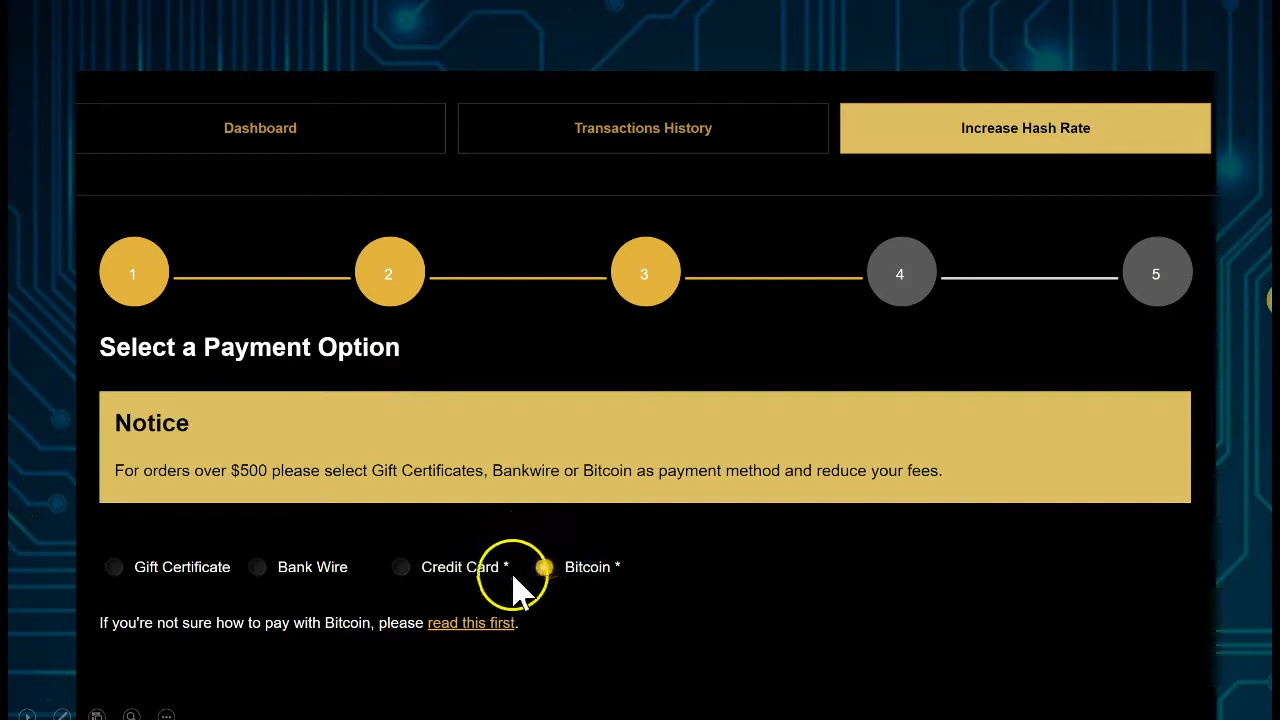 Dashboard
Transactions History
Increase Hash Rate
1
2
3
4
5
Select a Payment Option
Notice
For orders over $500 please select Gift Certificates, Bankwire or Bitcoin as payment method and reduce your fees.
Gift Certificate
Bank Wire
Credit Card *
Bitcoin *
If you're not sure how to pay with Bitcoin, please read this first.